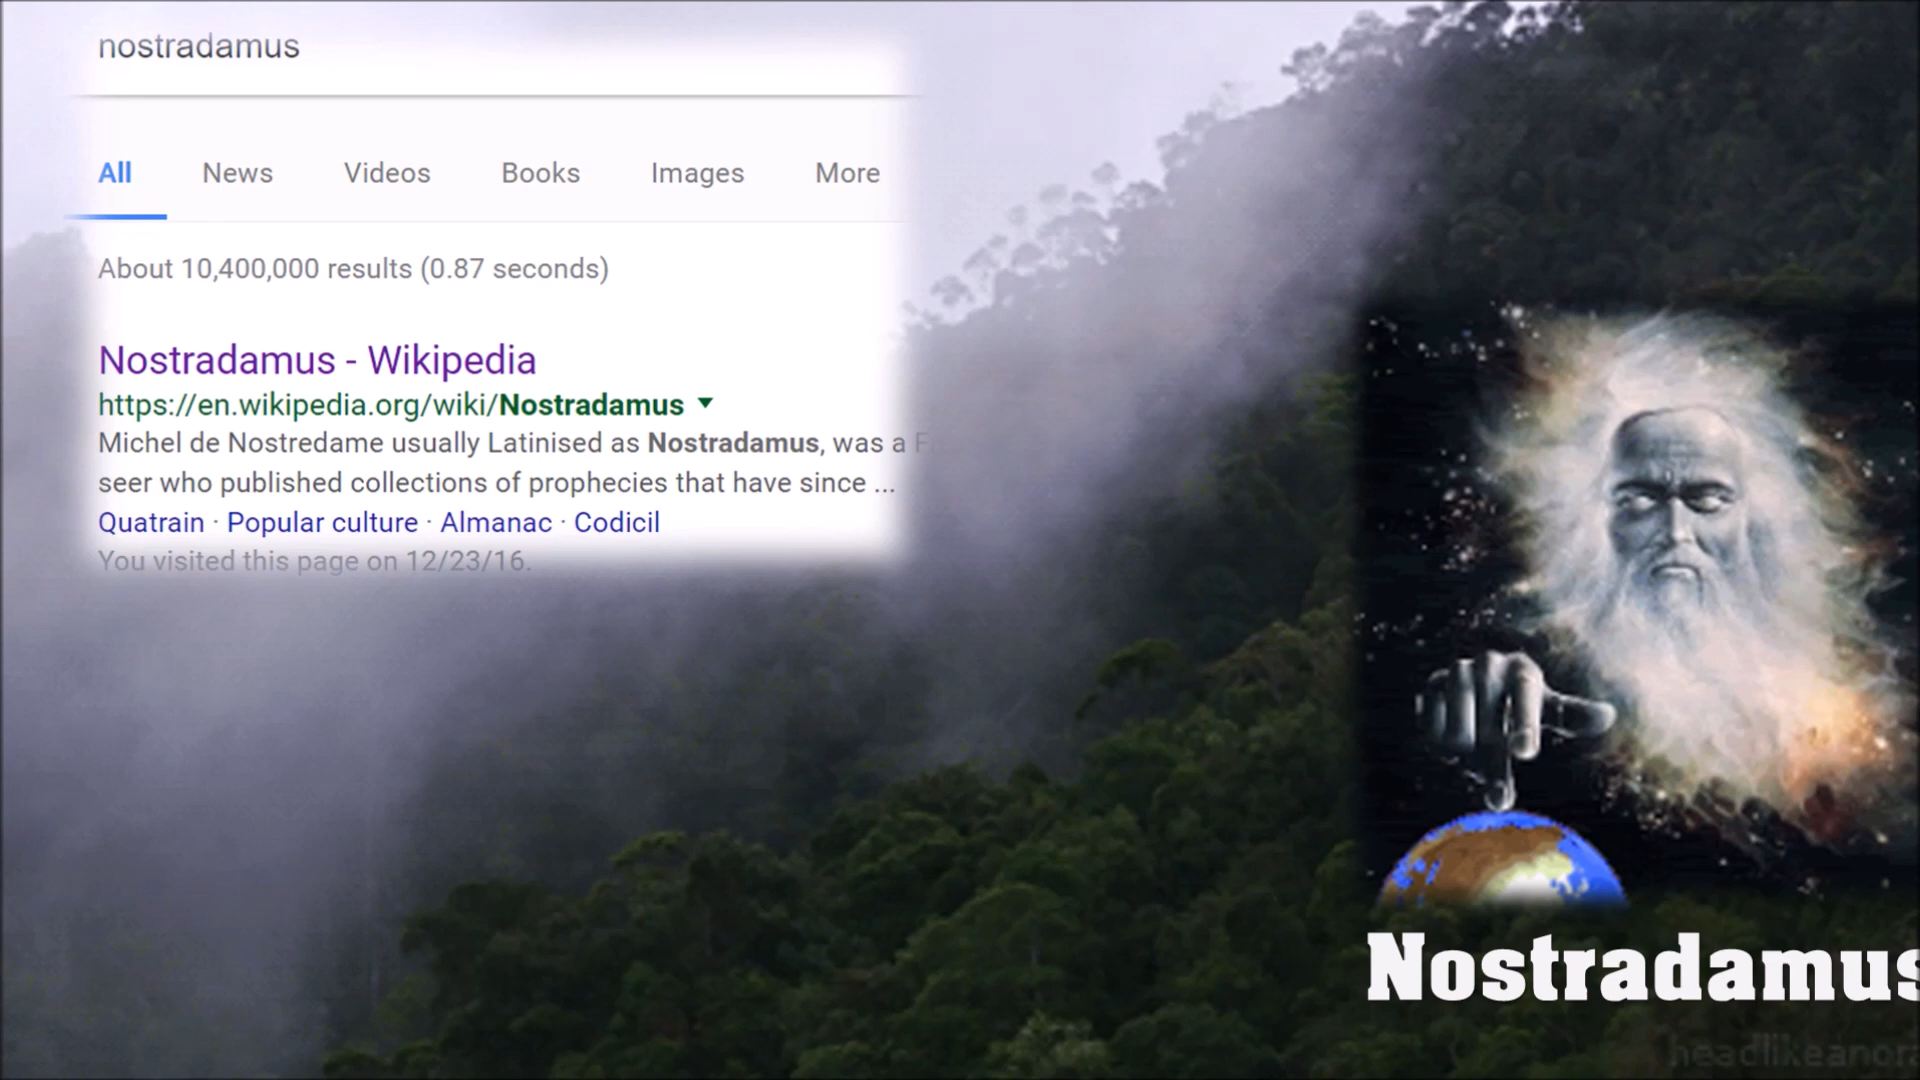 nostradamus
All News Videos Books Images More
About 10,400,000 results (0.87 seconds)
Nostradamus - Wikipedia
https://en.wikipedia.org/wiki/Nostradamus ▼
Michel de Nostredame usually Latinised as Nostradamus, was a F
seer who published collections of prophecies that have since ...
Quatrain · Popular culture · Almanac · Codicil
You visited this page on 12/23/16.
Nostradamus
headlikeanora